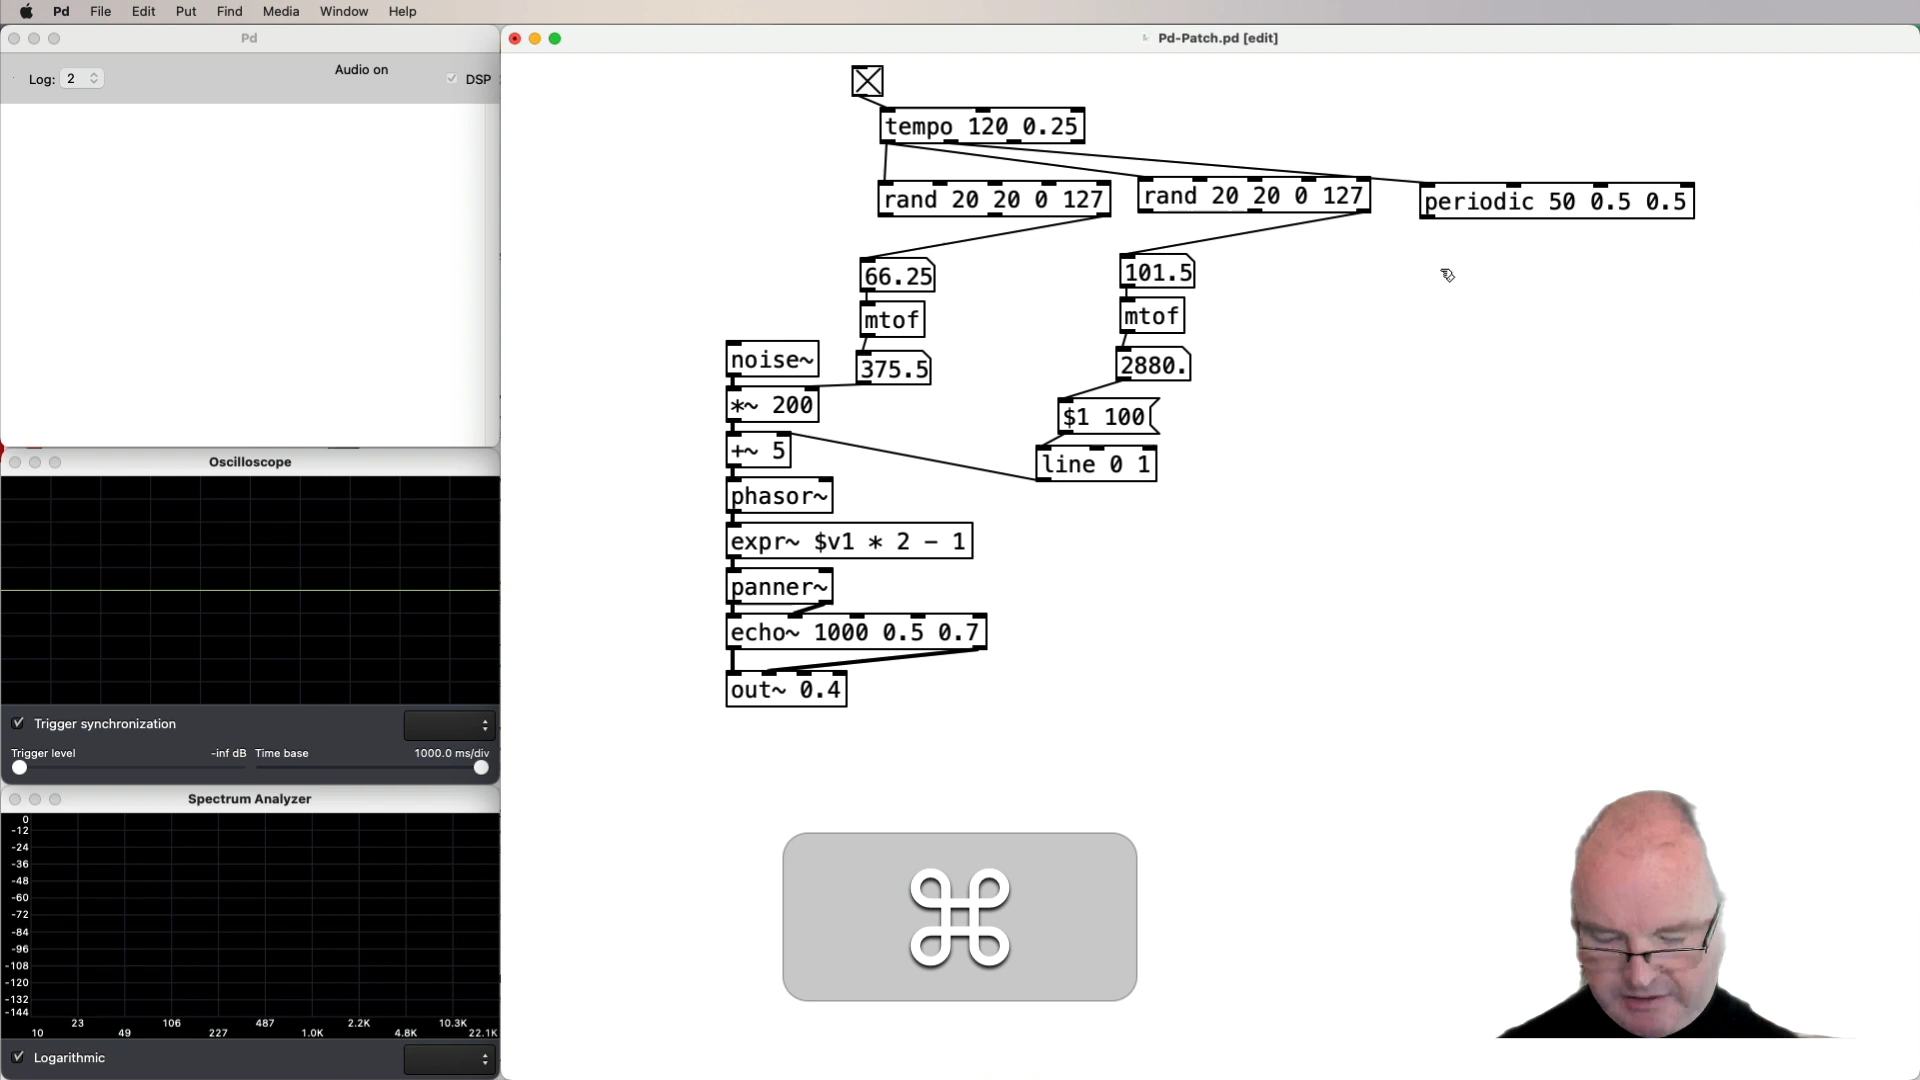 Pd File Edit Put Find Media Window Help
Pd
Log: 2
Audio on
DSP
Pd-Patch.pd [edit]
tempo 120 0.25
rand 20 20 0 127
rand 20 20 0 127
periodic 50 0.5 0.5
66.25
101.5
mtof
mtof
noise~
375.5
2880.
*~ 200
$1 100
+~ 5
line 0 1
phasor~
expr~ $v1 * 2 - 1
panner~
echo~ 1000 0.5 0.7
out~ 0.4
Oscilloscope
Trigger synchronization
Trigger level -inf dB Time base 1000.0 ms/div
Spectrum Analyzer
0
-12
-24
-36
-48
-60
-72
-84
-96
-108
-120
-132
-144
10 23 49 106 227 487 1.0K 2.2K 4.8K 10.3K 22.1K
Logarithmic